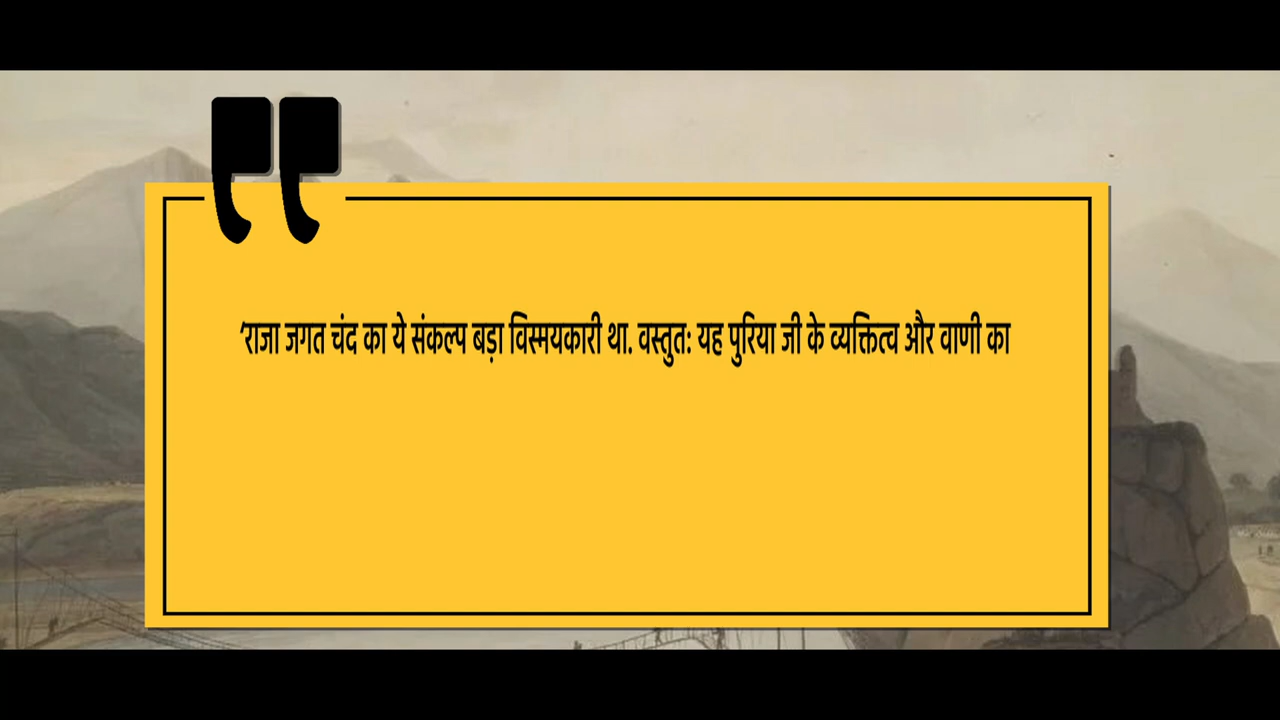 ‘राजा जगत चंद का ये संकल्प बड़ा विस्मयकारी था. वस्तुत: यह पुरिया जी के व्यक्तित्व और वाणी का